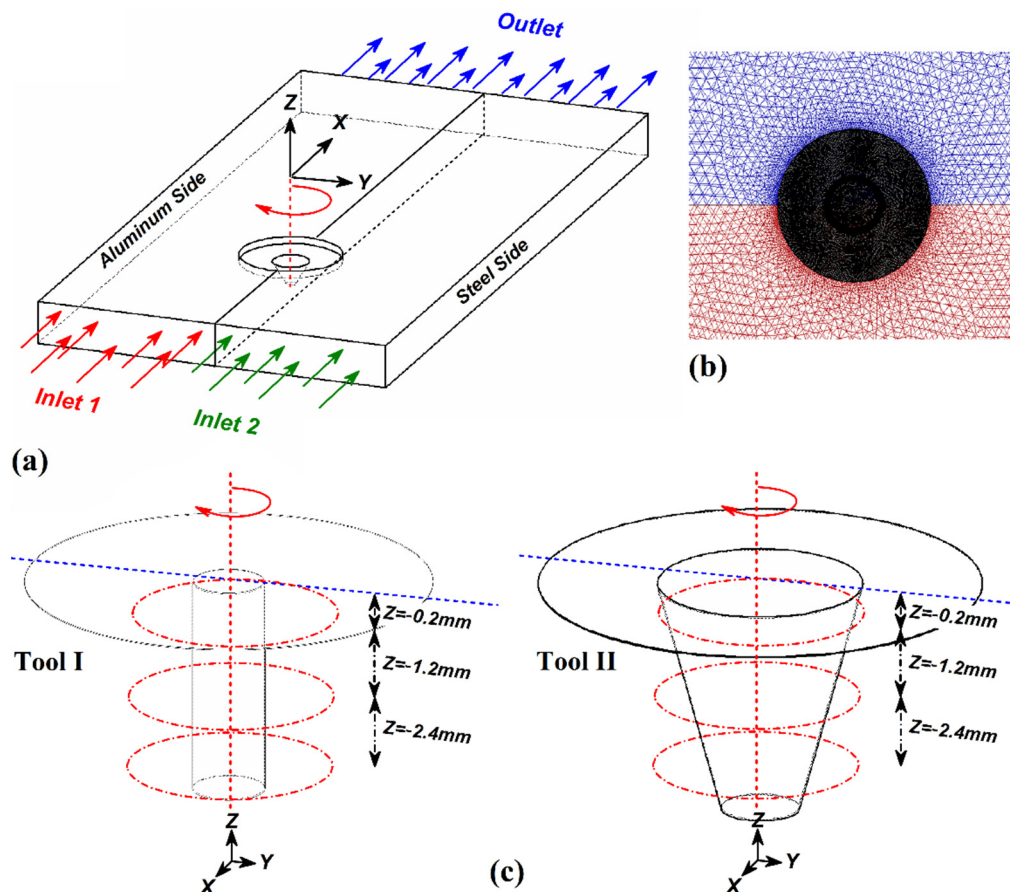 (a)
Outlet
Z
X
Y
Aluminum Side
Steel Side
Inlet 1
Inlet 2
(b)
Z=-0.2mm
Z=-1.2mm
Z=-2.4mm
Tool I
Z
Y
X
Z=-0.2mm
Z=-1.2mm
Z=-2.4mm
Tool II
Z
Y
X
(c)